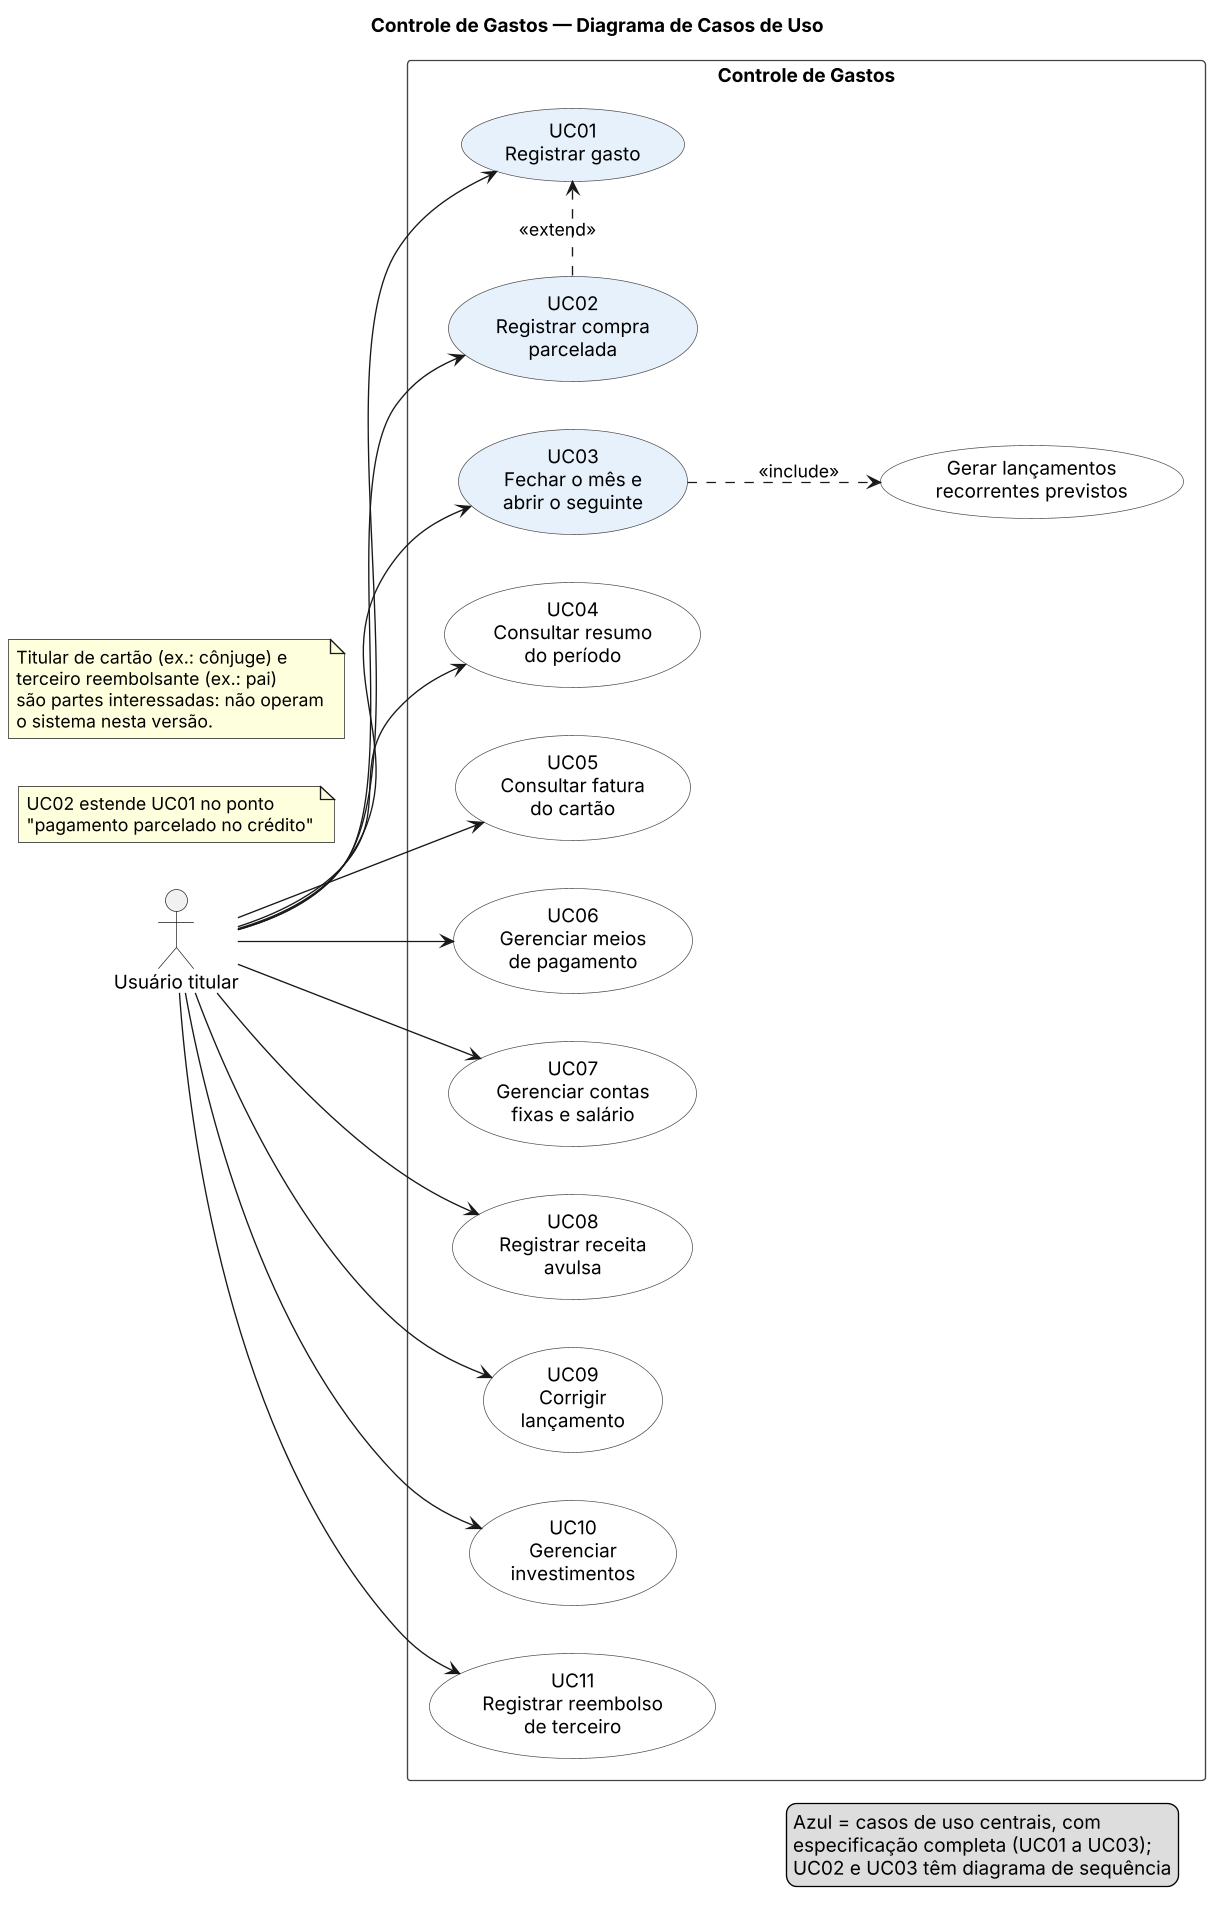 Controle de Gastos — Diagrama de Casos de Uso
Controle de Gastos
UC01
Registrar gasto
«extend»
UC02
Registrar compra
parcelada
UC03
Fechar o mês e
abrir o seguinte
«include»
Gerar lançamentos
recorrentes previstos
UC04
Consultar resumo
do período
Titular de cartão (ex.: cônjuge) e
terceiro reembolsante (ex.: pai)
são partes interessadas: não operam
o sistema nesta versão.
UC05
Consultar fatura
do cartão
UC02 estende UC01 no ponto
"pagamento parcelado no crédito"
UC06
Gerenciar meios
de pagamento
Usuário titular
UC07
Gerenciar contas
fixas e salário
UC08
Registrar receita
avulsa
UC09
Corrigir
lançamento
UC10
Gerenciar
investimentos
UC11
Registrar reembolso
de terceiro
Azul = casos de uso centrais, com
especificação completa (UC01 a UC03);
UC02 e UC03 têm diagrama de sequência